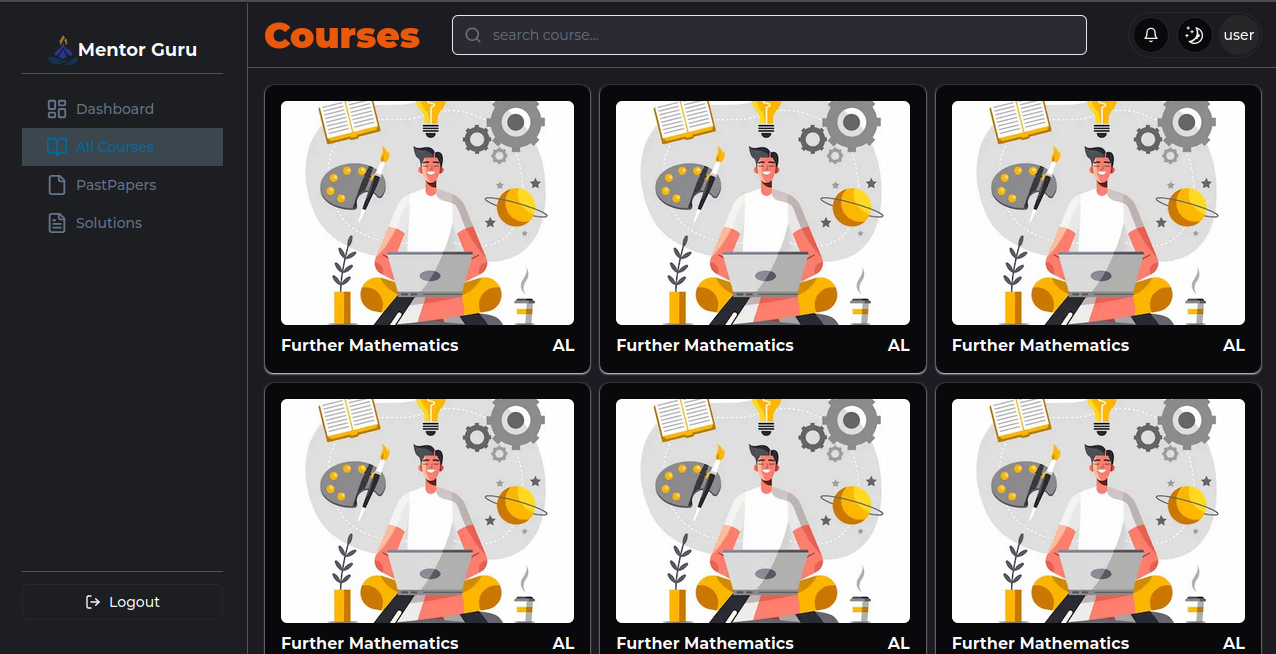 Mentor Guru
Dashboard
All Courses
PastPapers
Solutions
Logout
Courses
search course...
user
Further Mathematics AL
Further Mathematics AL
Further Mathematics AL
Further Mathematics AL
Further Mathematics AL
Further Mathematics AL